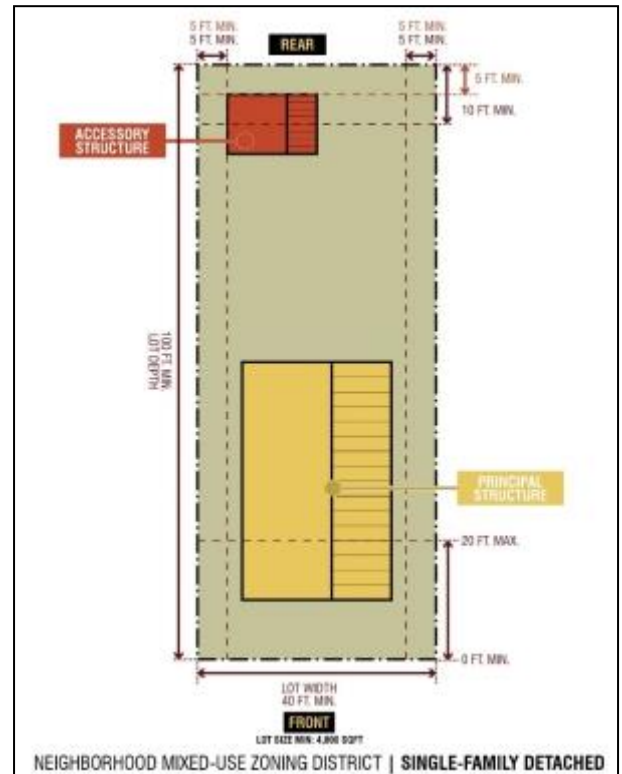 5 FT. MIN.
5 FT. MIN.
REAR
5 FT. MIN.
5 FT. MIN.
5 FT. MIN.
10 FT. MIN.
ACCESSORY
STRUCTURE
100 FT. MIN.
LOT DEPTH
PRINCIPAL
STRUCTURE
20 FT. MAX.
0 FT. MIN.
LOT WIDTH
40 FT. MIN.
FRONT
LOT SIZE MIN: 4,000 SQFT
NEIGHBORHOOD MIXED-USE ZONING DISTRICT | SINGLE-FAMILY DETACHED